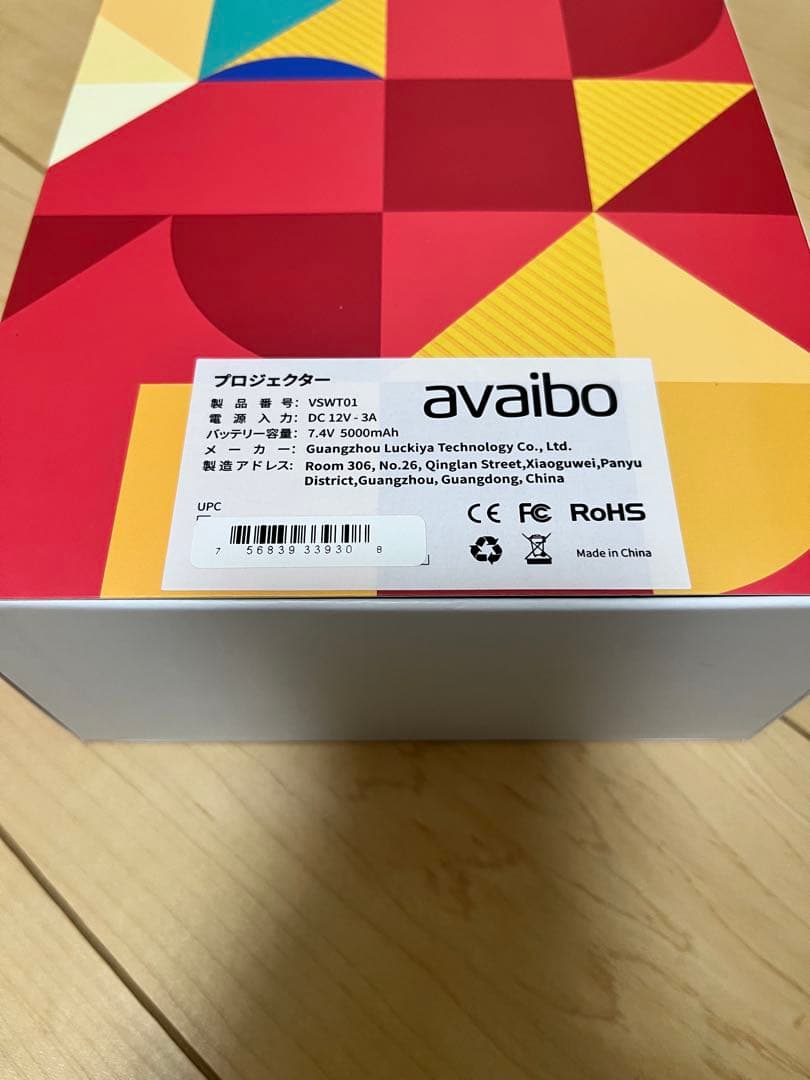 プロジェクター
avaibo
製品番号: VSWT01
電源入力: DC 12V - 3A
バッテリー容量: 7.4V 5000mAh
メーカー: Guangzhou Luckiya Technology Co., Ltd.
製造アドレス: Room 306, No.26, Qinglan Street,Xiaoguwei,Panyu
District,Guangzhou, Guangdong, China
UPC
7 56839 33930 8
CE FC RoHS
Made in China